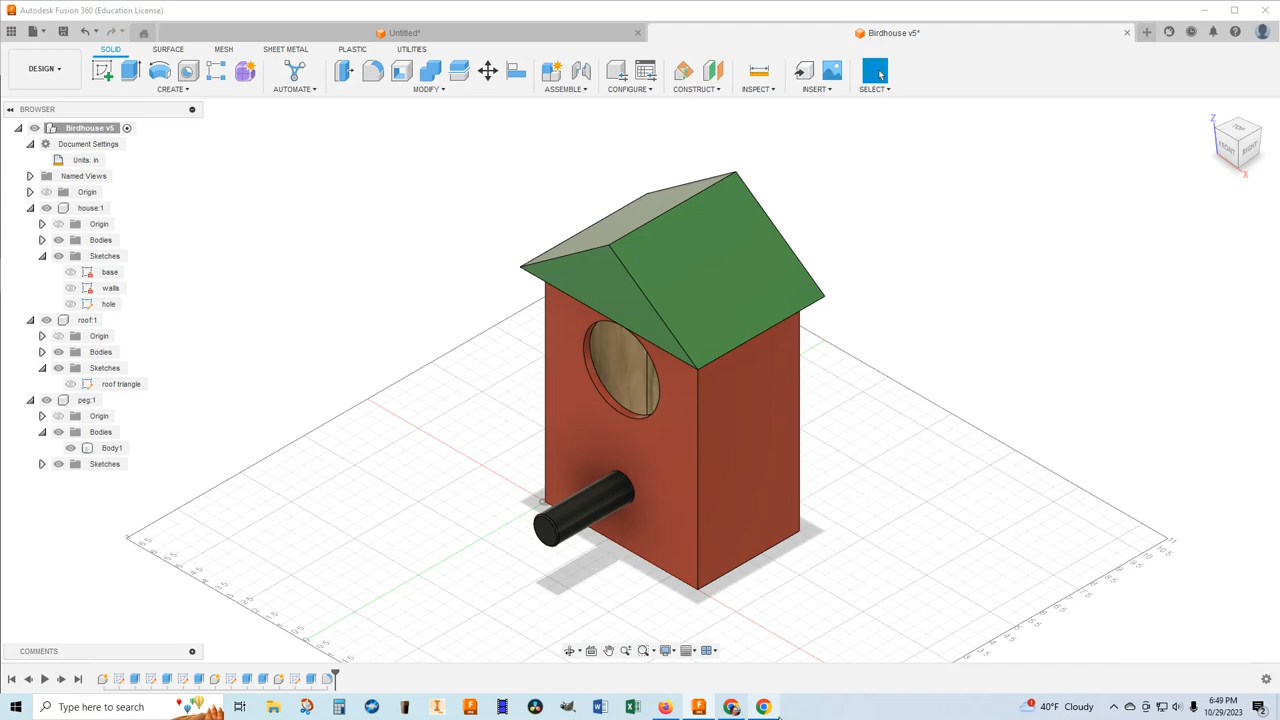 Autodesk Fusion 360 (Education License)
Untitled*
Birdhouse v5*
DESIGN
SOLID
SURFACE
MESH
SHEET METAL
PLASTIC
UTILITIES
CREATE
AUTOMATE
MODIFY
ASSEMBLE
CONFIGURE
CONSTRUCT
INSPECT
INSERT
SELECT
BROWSER
Birdhouse v5
Document Settings
Units: in
Named Views
Origin
house:1
Origin
Bodies
Sketches
base
walls
hole
roof:1
Origin
Bodies
Sketches
roof triangle
peg:1
Origin
Bodies
Body1
Sketches
Z
TOP
FRONT
RIGHT
X
COMMENTS
Type here to search
40°F Cloudy
6:49 PM
10/29/2023